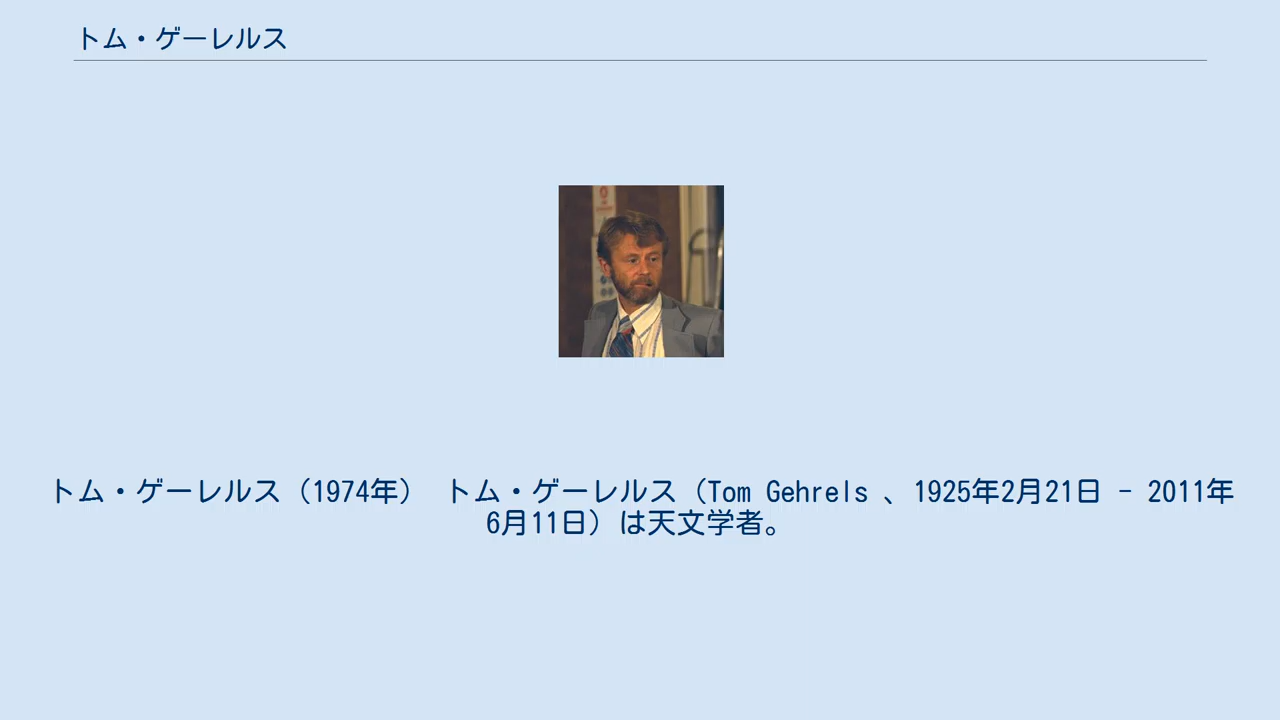 トム・ゲーレルス
トム・ゲーレルス（1974年） トム・ゲーレルス（Tom Gehrels 、1925年2月21日 - 2011年
6月11日）は天文学者。